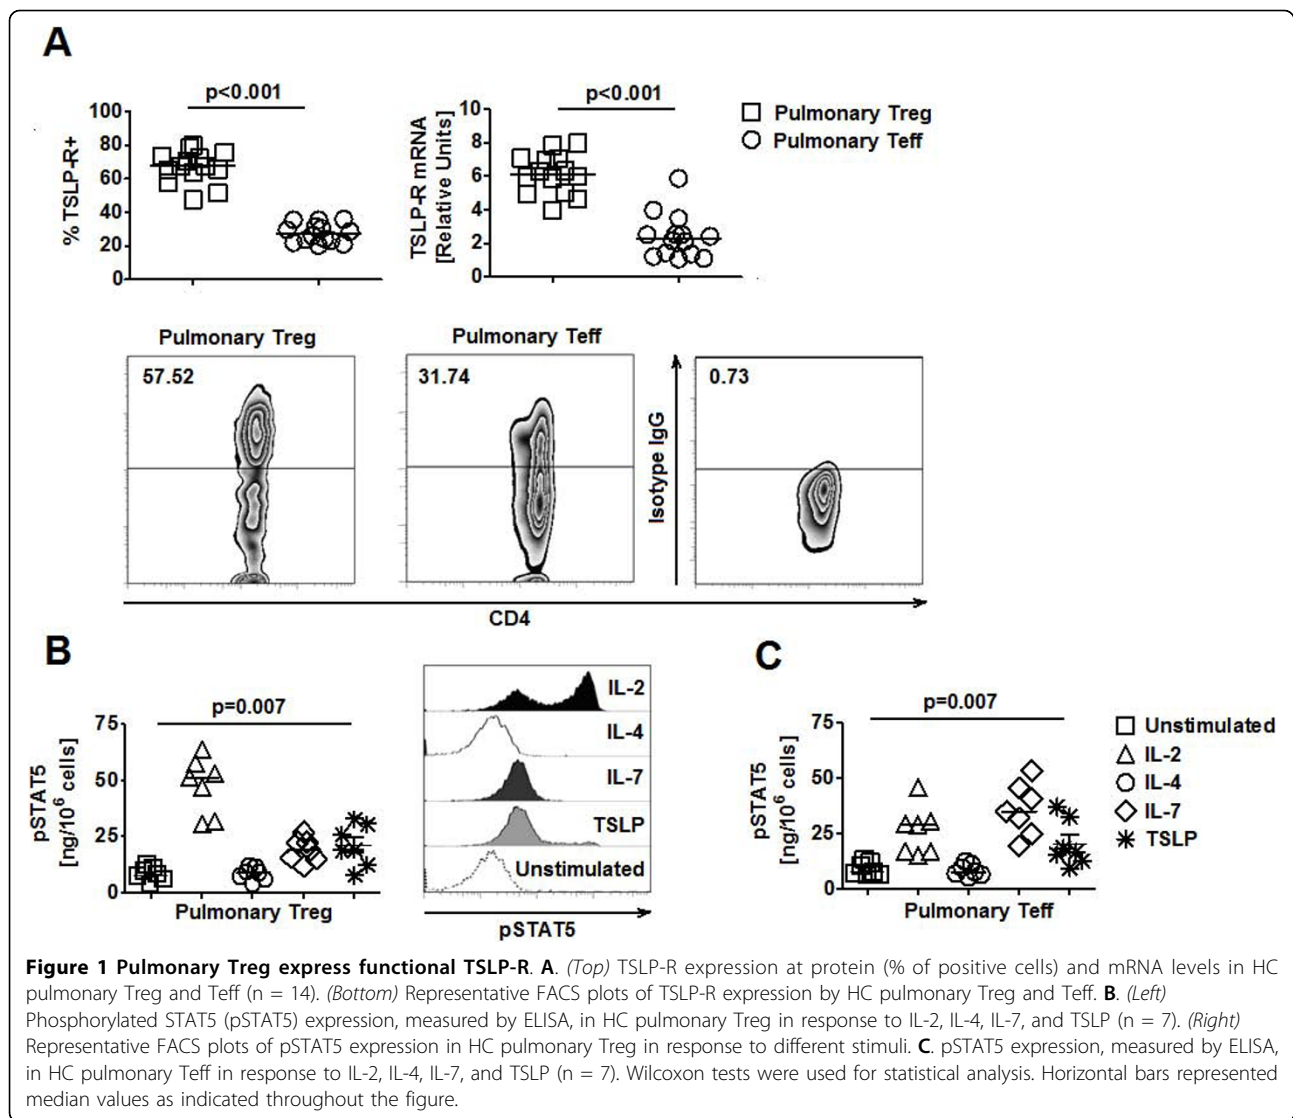 A
p<0.001
100
80
60
40
20
0
% TSLP-R+
p<0.001
10
8
6
4
2
0
TSLP-R mRNA
[Relative Units]
Pulmonary Treg
Pulmonary Teff
Pulmonary Treg
57.52
Pulmonary Teff
31.74
Isotype IgG
0.73
CD4
B
p=0.007
75
50
25
0
pSTAT5
[ng/10^6 cells]
Pulmonary Treg
IL-2
IL-4
IL-7
TSLP
Unstimulated
pSTAT5
C
p=0.007
75
50
25
0
pSTAT5
[ng/10^6 cells]
Pulmonary Teff
Unstimulated
IL-2
IL-4
IL-7
TSLP
Figure 1 Pulmonary Treg express functional TSLP-R. A. (Top) TSLP-R expression at protein (% of positive cells) and mRNA levels in HC
pulmonary Treg and Teff (n = 14). (Bottom) Representative FACS plots of TSLP-R expression by HC pulmonary Treg and Teff. B. (Left)
Phosphorylated STAT5 (pSTAT5) expression, measured by ELISA, in HC pulmonary Treg in response to IL-2, IL-4, IL-7, and TSLP (n = 7). (Right)
Representative FACS plots of pSTAT5 expression in HC pulmonary Treg in response to different stimuli. C. pSTAT5 expression, measured by ELISA,
in HC pulmonary Teff in response to IL-2, IL-4, IL-7, and TSLP (n = 7). Wilcoxon tests were used for statistical analysis. Horizontal bars represented
median values as indicated throughout the figure.